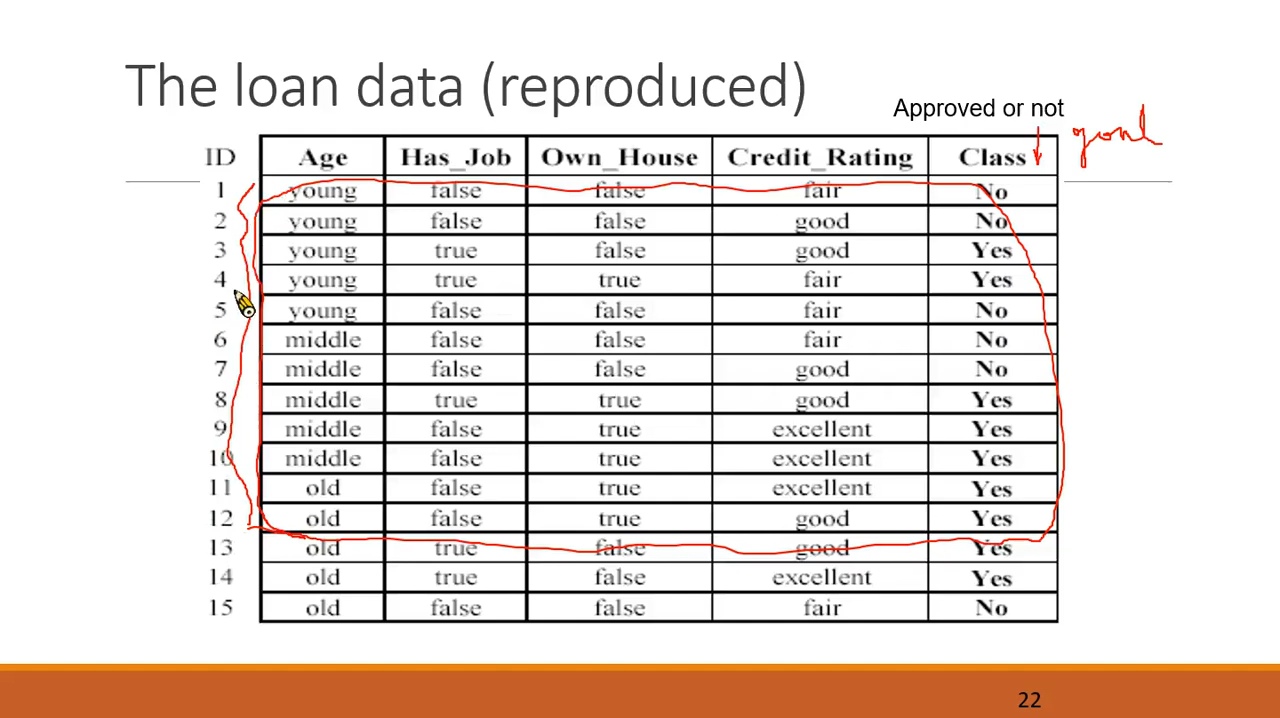 The loan data (reproduced)
Approved or not
goal
ID Age Has_Job Own_House Credit_Rating Class
1 young false false fair No
2 young false false good No
3 young true false good Yes
4 young true true fair Yes
5 young false false fair No
6 middle false false fair No
7 middle false false good No
8 middle true true good Yes
9 middle false true excellent Yes
10 middle false true excellent Yes
11 old false true excellent Yes
12 old false true good Yes
13 old true false good Yes
14 old true false excellent Yes
15 old false false fair No
22